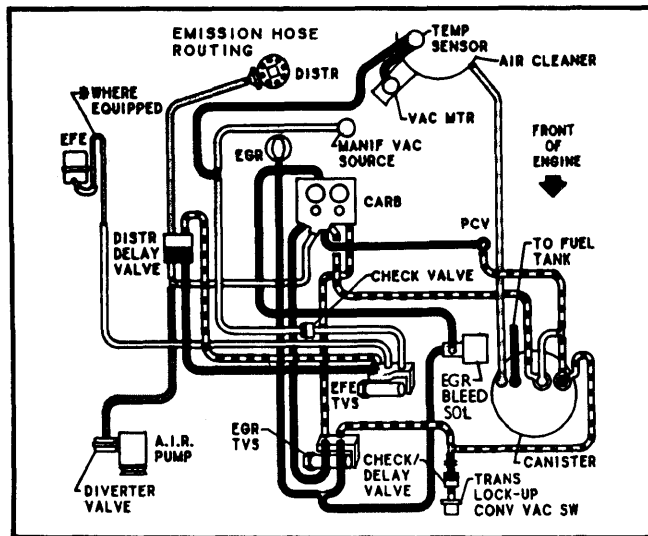 EMISSION HOSE
ROUTING
DISTR
TEMP
SENSOR
AIR CLEANER
VAC MTR
WHERE
EQUIPPED
EFE
EGR
MANIF VAC
SOURCE
FRONT
OF
ENGINE
CARB
PCV
TO FUEL
TANK
DISTR
DELAY
VALVE
CHECK VALVE
EFE
TVS
EGR
BLEED
SOL
EGR
TVS
A.I.R.
PUMP
DIVERTER
VALVE
CHECK/
DELAY
VALVE
CANISTER
TRANS
LOCK-UP
CONV VAC SW